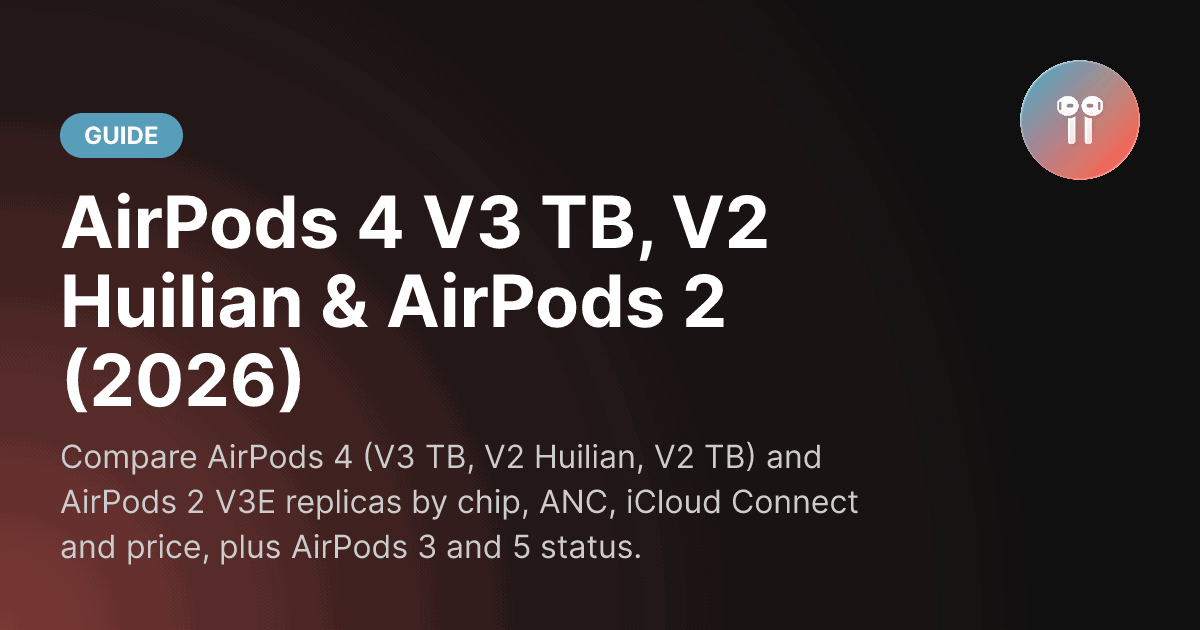 GUIDE
AirPods 4 V3 TB, V2
Huilian & AirPods 2
(2026)
Compare AirPods 4 (V3 TB, V2 Huilian, V2 TB) and
AirPods 2 V3E replicas by chip, ANC, iCloud Connect
and price, plus AirPods 3 and 5 status.